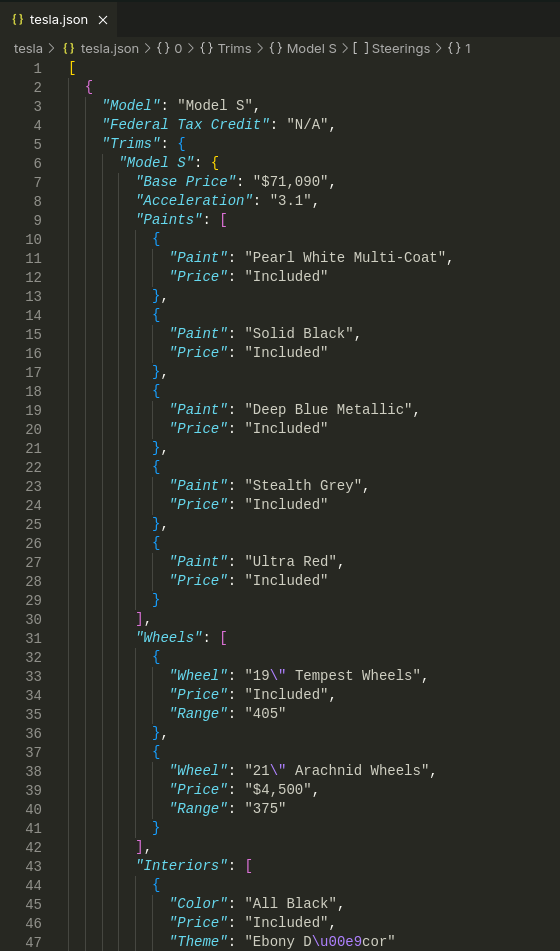 {} tesla.json ×
tesla > {} tesla.json > {} 0 > {} Trims > {} Model S > [ ] Steerings > {} 1
1 [
2 {
3 "Model": "Model S",
4 "Federal Tax Credit": "N/A",
5 "Trims": {
6 "Model S": {
7 "Base Price": "$71,090",
8 "Acceleration": "3.1",
9 "Paints": [
10 {
11 "Paint": "Pearl White Multi-Coat",
12 "Price": "Included"
13 },
14 {
15 "Paint": "Solid Black",
16 "Price": "Included"
17 },
18 {
19 "Paint": "Deep Blue Metallic",
20 "Price": "Included"
21 },
22 {
23 "Paint": "Stealth Grey",
24 "Price": "Included"
25 },
26 {
27 "Paint": "Ultra Red",
28 "Price": "Included"
29 }
30 ],
31 "Wheels": [
32 {
33 "Wheel": "19\" Tempest Wheels",
34 "Price": "Included",
35 "Range": "405"
36 },
37 {
38 "Wheel": "21\" Arachnid Wheels",
39 "Price": "$4,500",
40 "Range": "375"
41 }
42 ],
43 "Interiors": [
44 {
45 "Color": "All Black",
46 "Price": "Included",
47 "Theme": "Ebony D\u00e9cor"